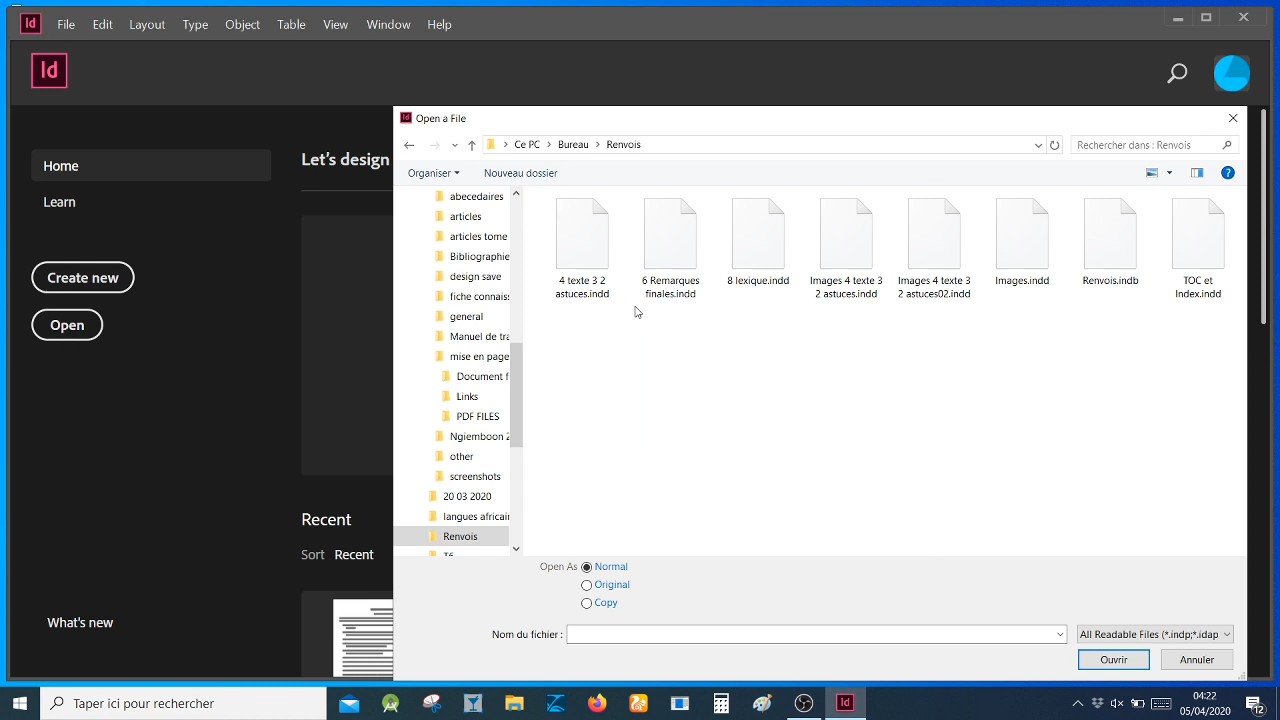 Id File Edit Layout Type Object Table View Window Help
Id
Open a File
Ce PC > Bureau > Renvois
Rechercher dans : Renvois
Organiser
Nouveau dossier
Home
Learn
Create new
Open
Let's design
Recent
Sort Recent
What's new
abecedaires
articles
articles tome
Bibliographie
design save
fiche connais
general
Manuel de tra
mise en page
Document f
Links
PDF FILES
Ngiemboon 2
other
screenshots
20 03 2020
langues africai
Renvois
4 texte 3 2
astuces.indd
6 Remarques
finales.indd
8 lexique.indd
Images 4 texte 3
2 astuces.indd
Images 4 texte 3
2 astuces02.indd
Images.indd
Renvois.indb
TOC et
Index.indd
Open As Normal
Original
Copy
Nom du fichier :
All Readable Files (*.indp;*.idap
Ouvrir
Annuler
Taper ici pour rechercher
Id
04:22
05/04/2020
12